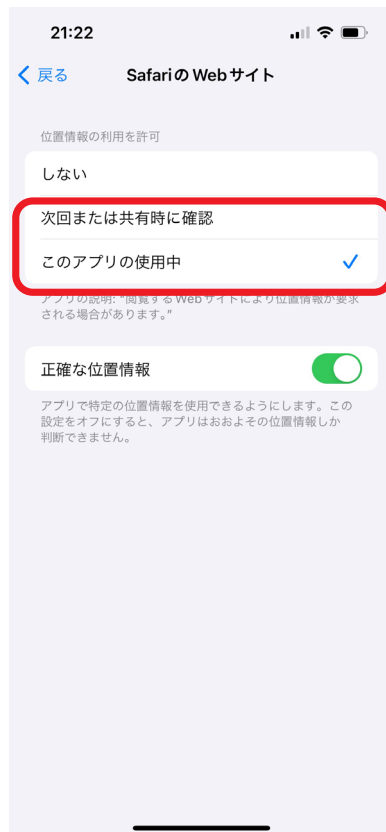 21:22
戻る
SafariのWebサイト
位置情報の利用を許可
しない
次回または共有時に確認
このアプリの使用中
アプリの説明: “閲覧するWebサイトにより位置情報が要求
される場合があります。”
正確な位置情報
アプリで特定の位置情報を使用できるようにします。この
設定をオフにすると、アプリはおおよその位置情報しか
判断できません。